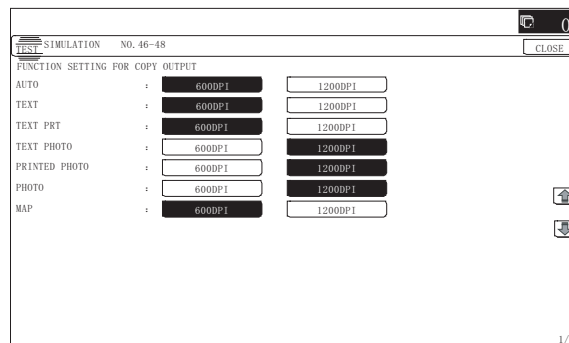 0
TEST SIMULATION NO. 46-48
CLOSE
FUNCTION SETTING FOR COPY OUTPUT
AUTO : 600DPI 1200DPI
TEXT : 600DPI 1200DPI
TEXT PRT : 600DPI 1200DPI
TEXT PHOTO : 600DPI 1200DPI
PRINTED PHOTO : 600DPI 1200DPI
PHOTO : 600DPI 1200DPI
MAP : 600DPI 1200DPI
1/